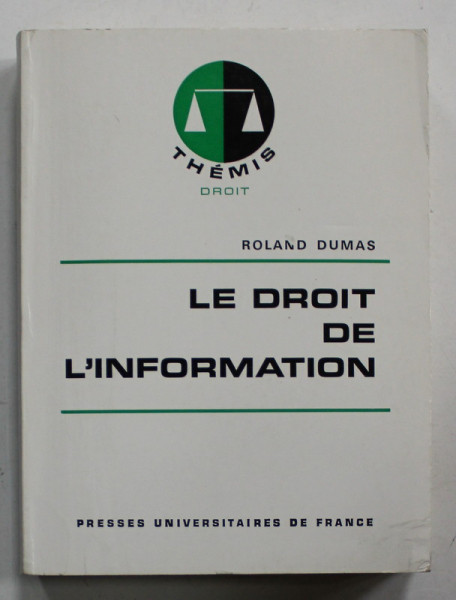 THÉMIS
DROIT
ROLAND DUMAS
LE DROIT
DE
L'INFORMATION
PRESSES UNIVERSITAIRES DE FRANCE